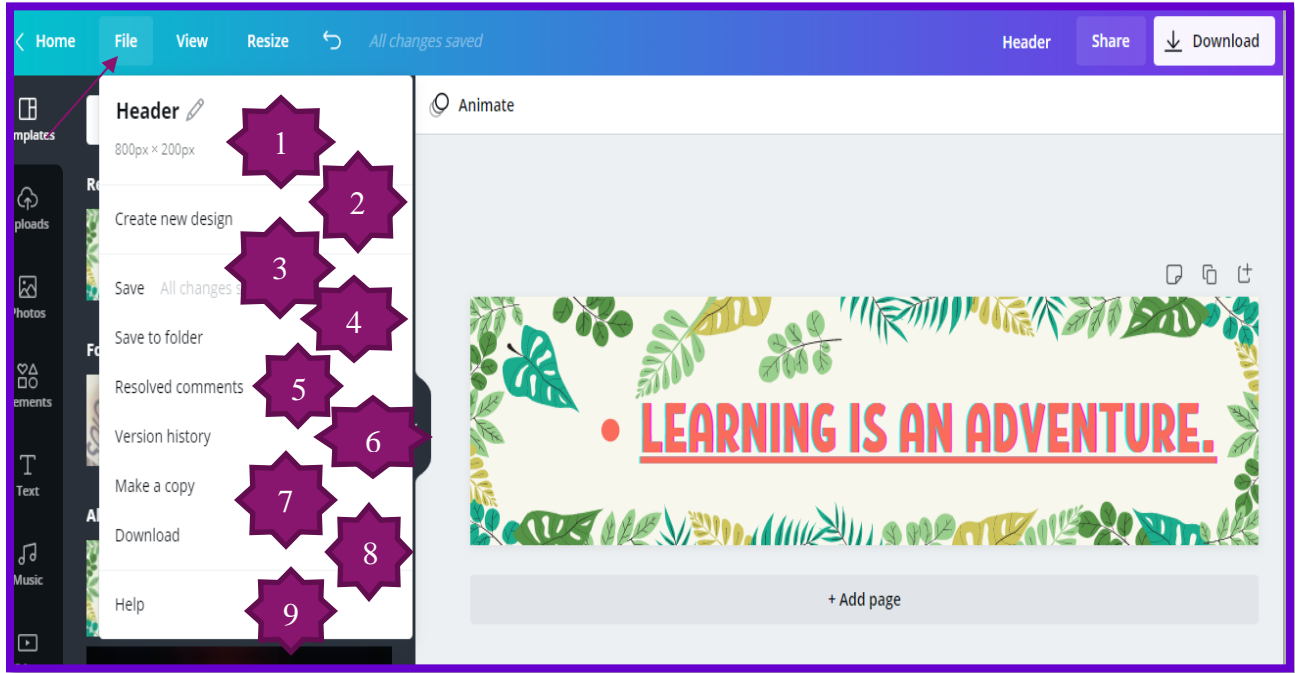 Home File View Resize All changes saved Header Share Download
Header
1
800px × 200px
Animate
mplates
2
Create new design
ploads
3
Save All changes s
4
hotos
Save to folder
Resolved comments
5
ements
LEARNING IS AN ADVENTURE.
Version history
6
Text
Make a copy
7
Download
8
Music
Help
9
+ Add page